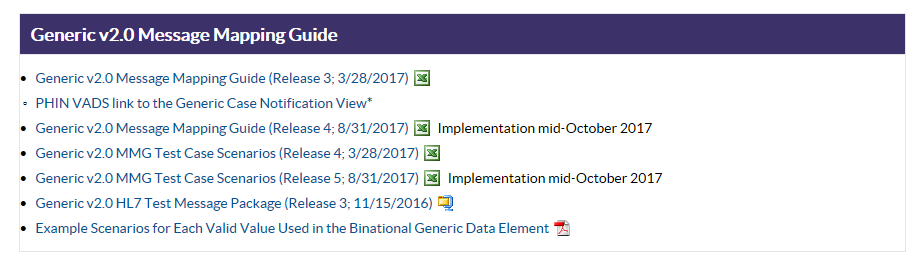 Generic v2.0 Message Mapping Guide
Generic v2.0 Message Mapping Guide (Release 3; 3/28/2017)
PHIN VADS link to the Generic Case Notification View*
Generic v2.0 Message Mapping Guide (Release 4; 8/31/2017) Implementation mid-October 2017
Generic v2.0 MMG Test Case Scenarios (Release 4; 3/28/2017)
Generic v2.0 MMG Test Case Scenarios (Release 5; 8/31/2017) Implementation mid-October 2017
Generic v2.0 HL7 Test Message Package (Release 3; 11/15/2016)
Example Scenarios for Each Valid Value Used in the Binational Generic Data Element